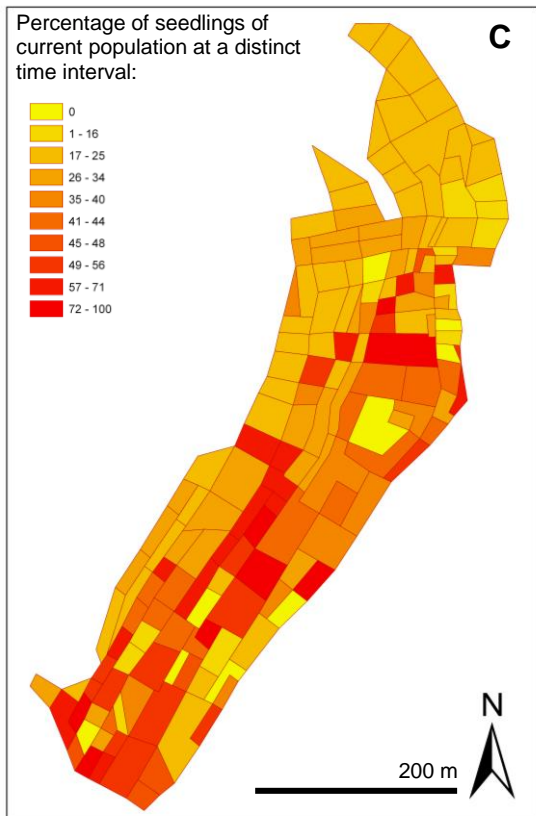 Percentage of seedlings of
current population at a distinct
time interval:
C
0
1 - 16
17 - 25
26 - 34
35 - 40
41 - 44
45 - 48
49 - 56
57 - 71
72 - 100
N
200 m